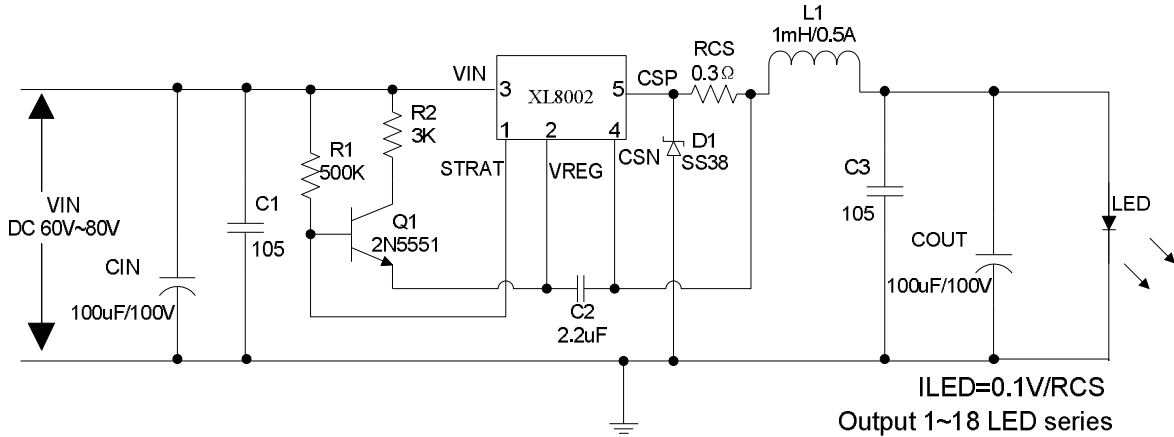 L1
1mH/0.5A
RCS
0.3Ω
VIN
3
XL8002
5
CSP
1
2
4
R2
3K
R1
500K
STRAT
VREG
CSN
D1
SS38
VIN
DC 60V~80V
C1
105
Q1
2N5551
C3
105
LED
CIN
100uF/100V
C2
2.2uF
COUT
100uF/100V
ILED=0.1V/RCS
Output 1~18 LED series